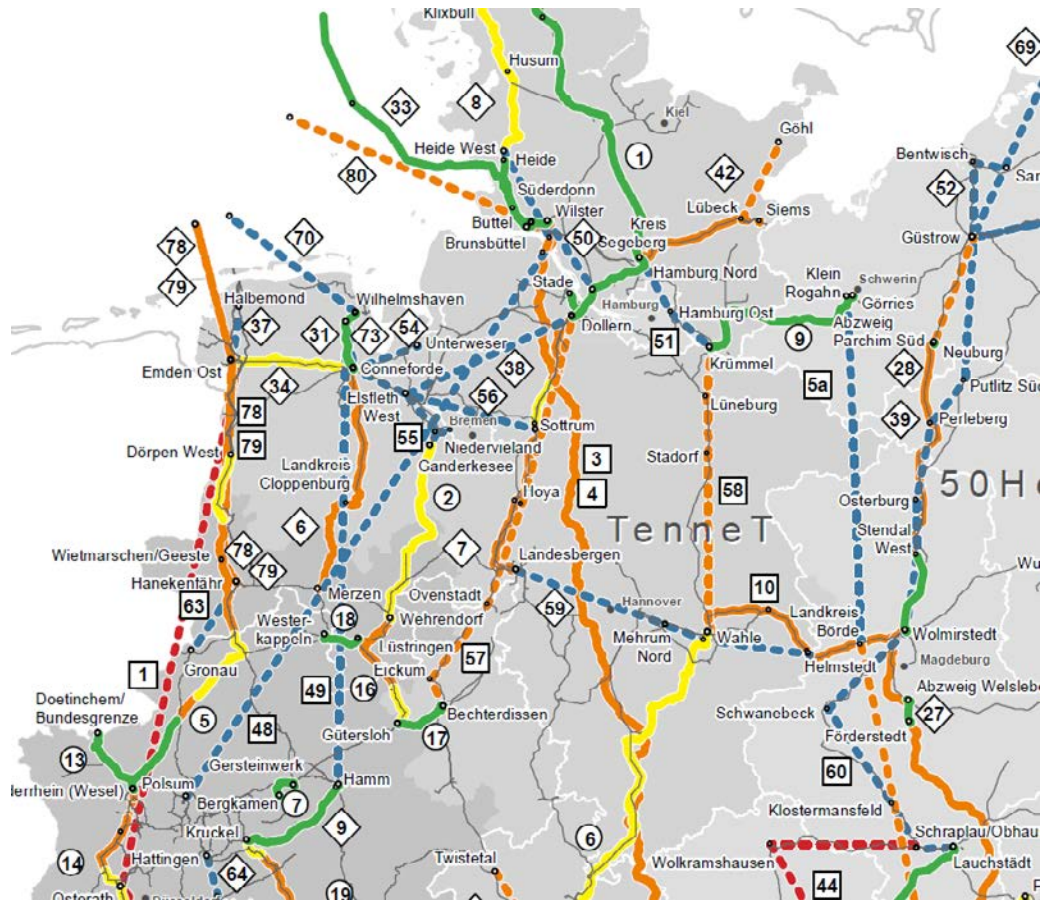 Klixbüll
69
Husum
8
33
Kiel
Göhl
Heide West
Heide
1
Bentwisch
80
42
52
Süderdonn
Lübeck
Siems
Büttel
Wilster
Kreis
Segeberg
78
70
Brunsbüttel
50
Güstrow
Hamburg Nord
Klein
Rogahn
Schwerin
79
Stade
Görries
Halbemond
Wilhelmshaven
Hamburg
Hamburg Ost
37
31
73
54
Dollern
Abzweig
Parchim Süd
Unterweser
51
9
Neuburg
Emden Ost
Conneforde
38
Krümmel
28
34
5a
Elsfleth
West
56
Lüneburg
Putlitz Süd
78
Bremen
Sottrum
39
Perleberg
79
55
Niedervieland
Dörpen West
Ganderkesee
Stadorf
3
Landkreis
Cloppenburg
2
4
58
50He
Hoya
Osterburg
6
TenneT
Stendal
West
7
Wietmarschen/Geeste
78
79
Landesbergen
Hanekenfähr
10
Merzen
Ovenstadt
59
Hannover
63
Wester-
kappeln
18
Wehrendorf
Landkreis
Börde
Lüstringen
Mehrum
Nord
Wahle
Wolmirstedt
Gronau
57
Helmstedt
Magdeburg
1
Eickum
49
16
Doetinchem/
Bundesgrenze
5
Bechterdissen
Schwanebeck
27
48
Gütersloh
17
Förderstedt
13
Gersteinwerk
60
Polsum
Hamm
Bergkamen
7
Klostermansfeld
9
Kruckel
6
Schraplau/Obhau
14
Hattingen
Twistetal
Wolkramshausen
Lauchstädt
64
44
19
Osterath